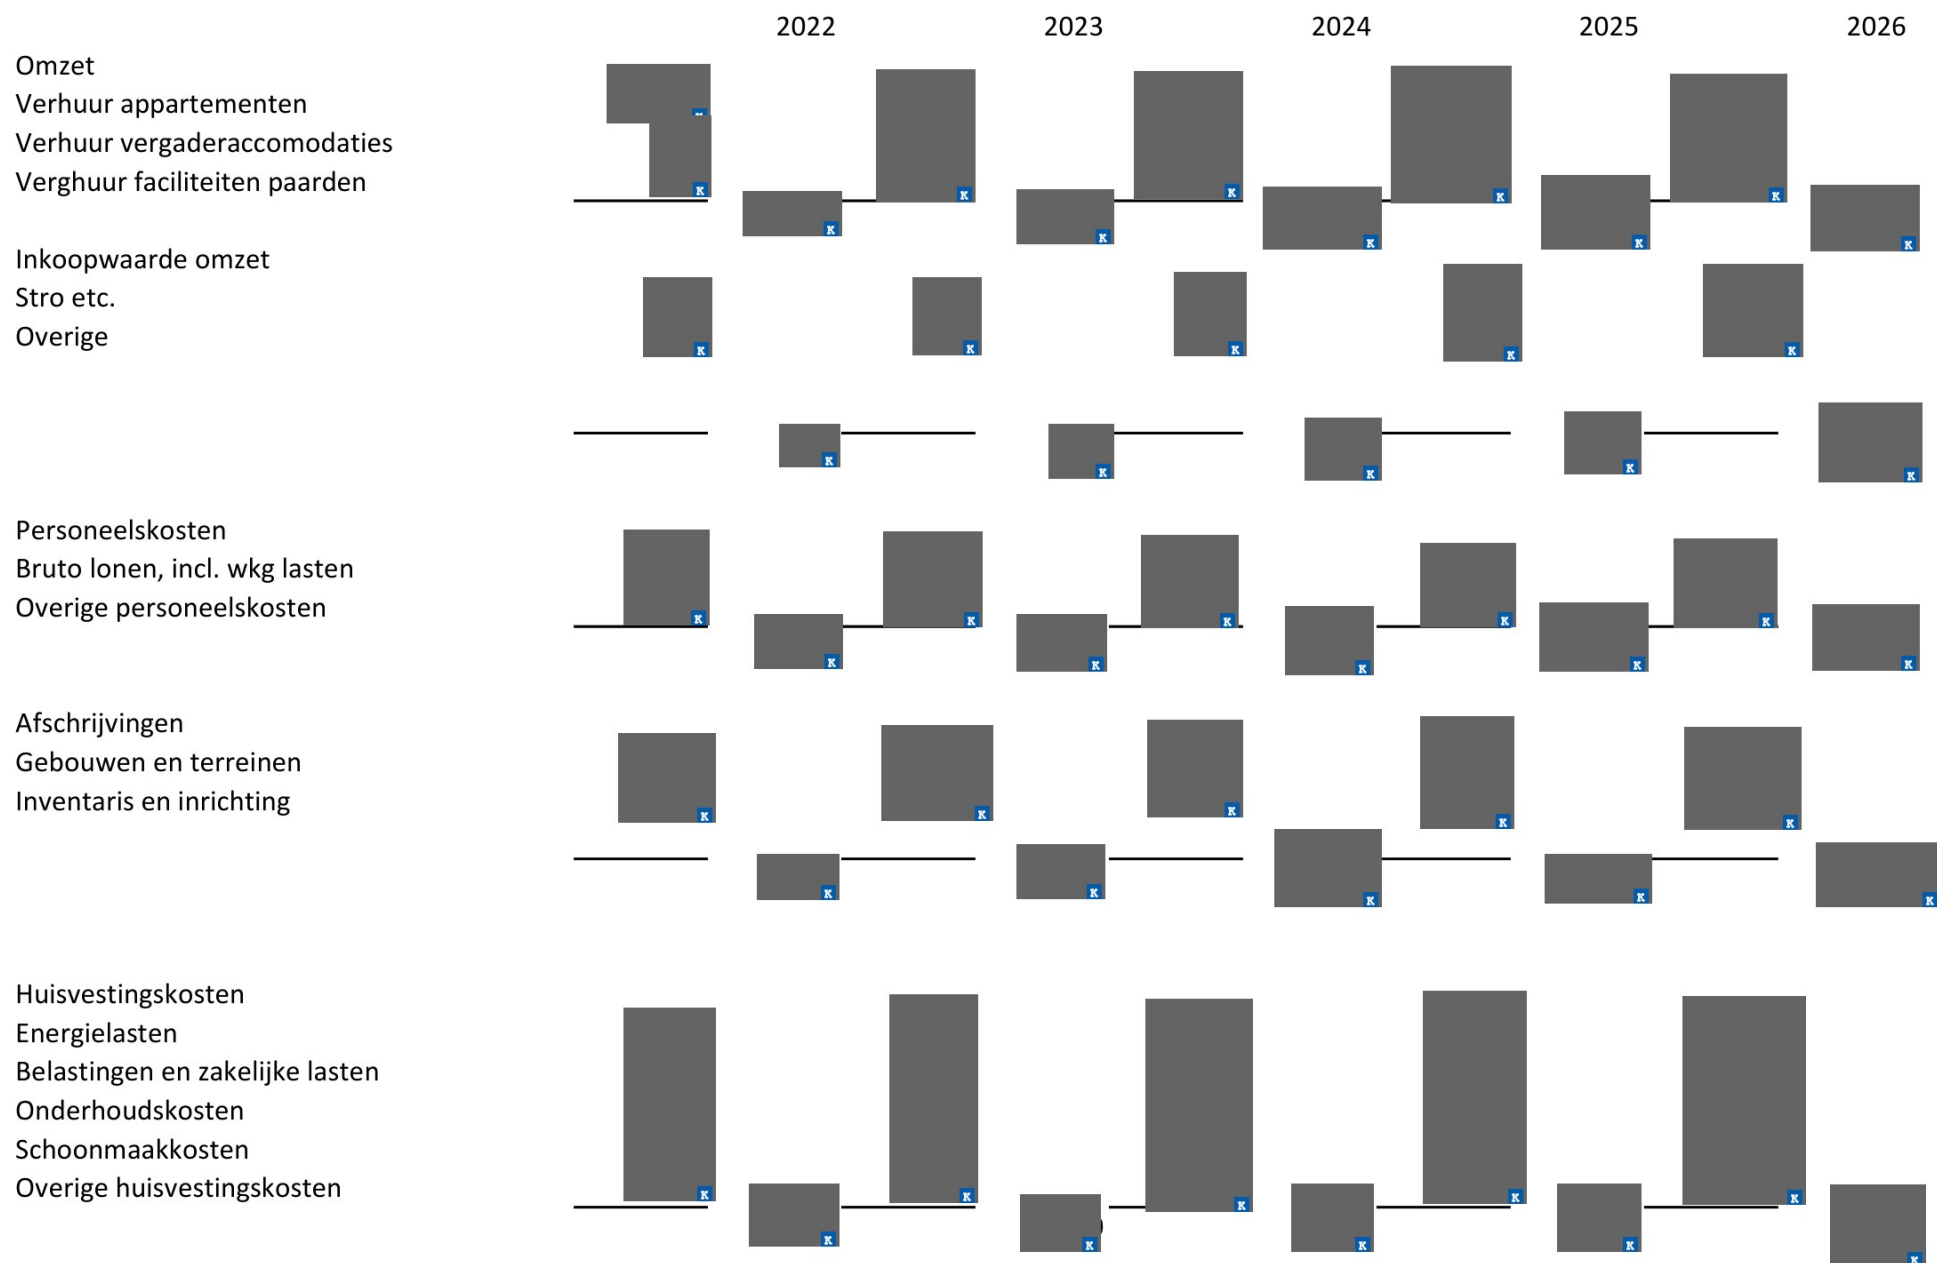 2022 2023 2024 2025 2026
Omzet
Verhuur appartementen
Verhuur vergaderaccomodaties
Verghuur faciliteiten paarden
Inkoopwaarde omzet
Stro etc.
Overige
Personeelskosten
Bruto lonen, incl. wkg lasten
Overige personeelskosten
Afschrijvingen
Gebouwen en terreinen
Inventaris en inrichting
Huisvestingskosten
Energielasten
Belastingen en zakelijke lasten
Onderhoudskosten
Schoonmaakkosten
Overige huisvestingskosten